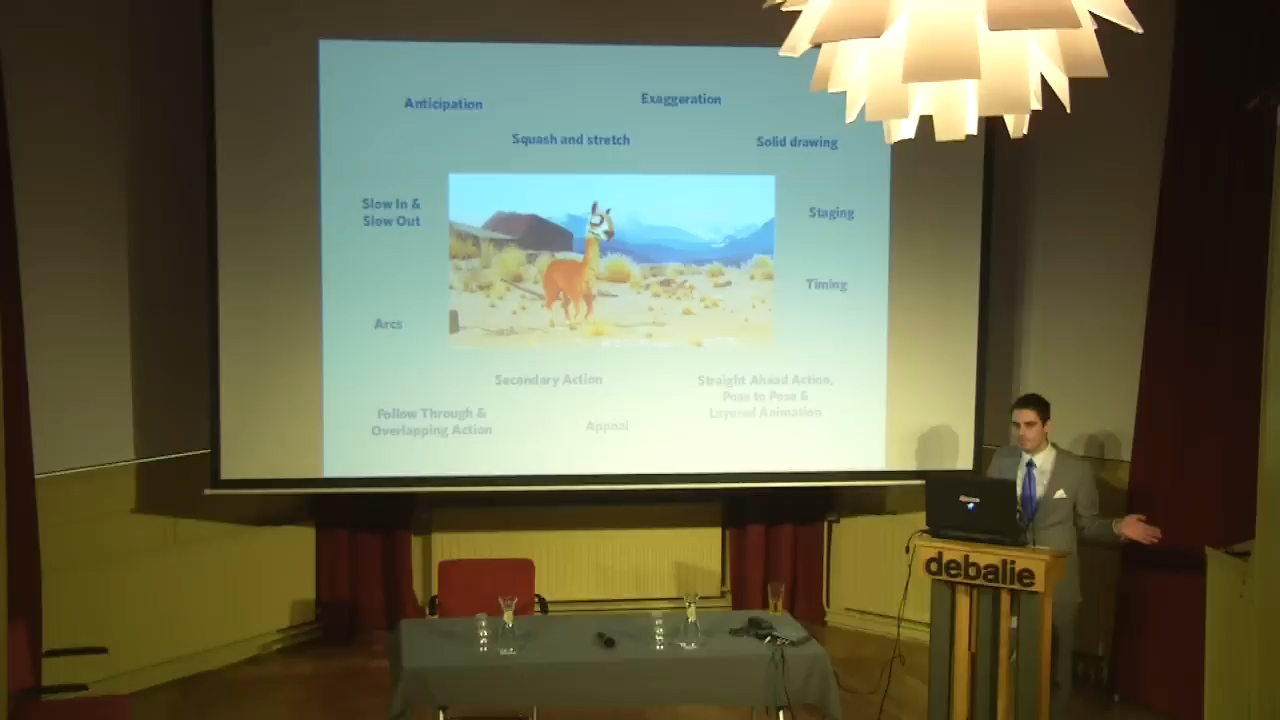 Anticipation
Exaggeration
Squash and stretch
Solid drawing
Slow In &
Slow Out
Staging
Timing
Arcs
Secondary Action
Straight Ahead Action,
Pose to Pose &
Layered Animation
Follow Through &
Overlapping Action
Appeal
debalie